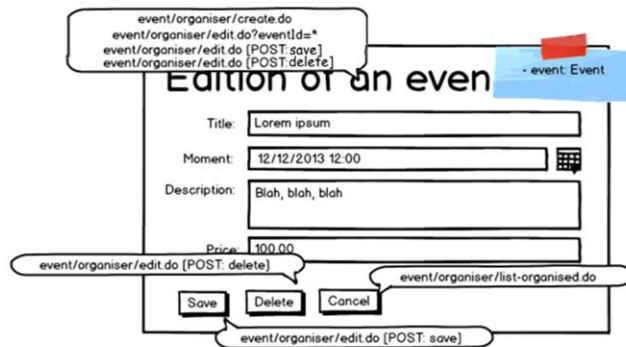 event/organiser/create.do
event/organiser/edit.do?eventId=*
event/organiser/edit.do [POST:save]
event/organiser/edit.do [POST:delefe]
Edition of an even
- event: Event
Title: Lorem ipsum
Moment: 12/12/2013 12:00
Description: Blah, blah, blah
Price: 100.00
event/organiser/edit.do [POST: delete]
event/organiser/list-organised.do
Save Delete Cancel
event/organiser/edit.do [POST: save]